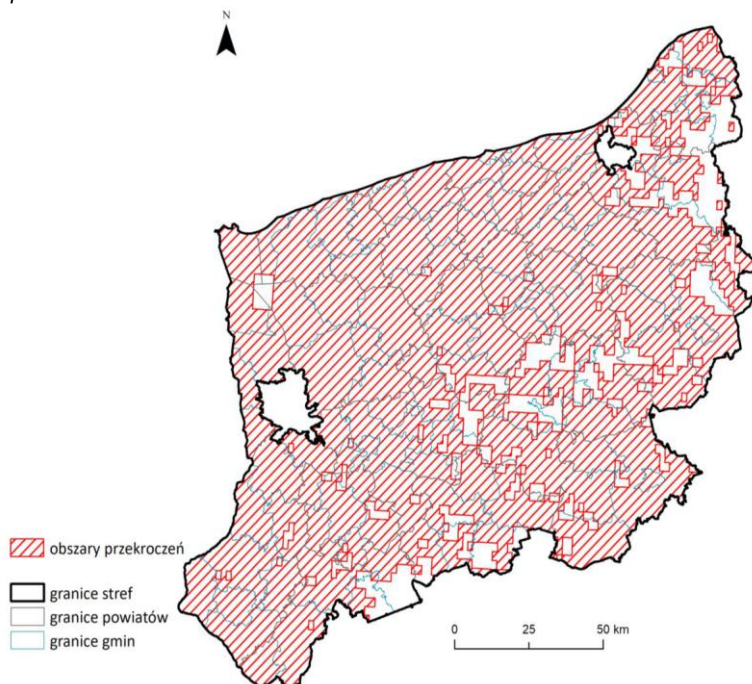 N
obszary przekroczeń
granice stref
granice powiatów
granice gmin
0 25 50 km